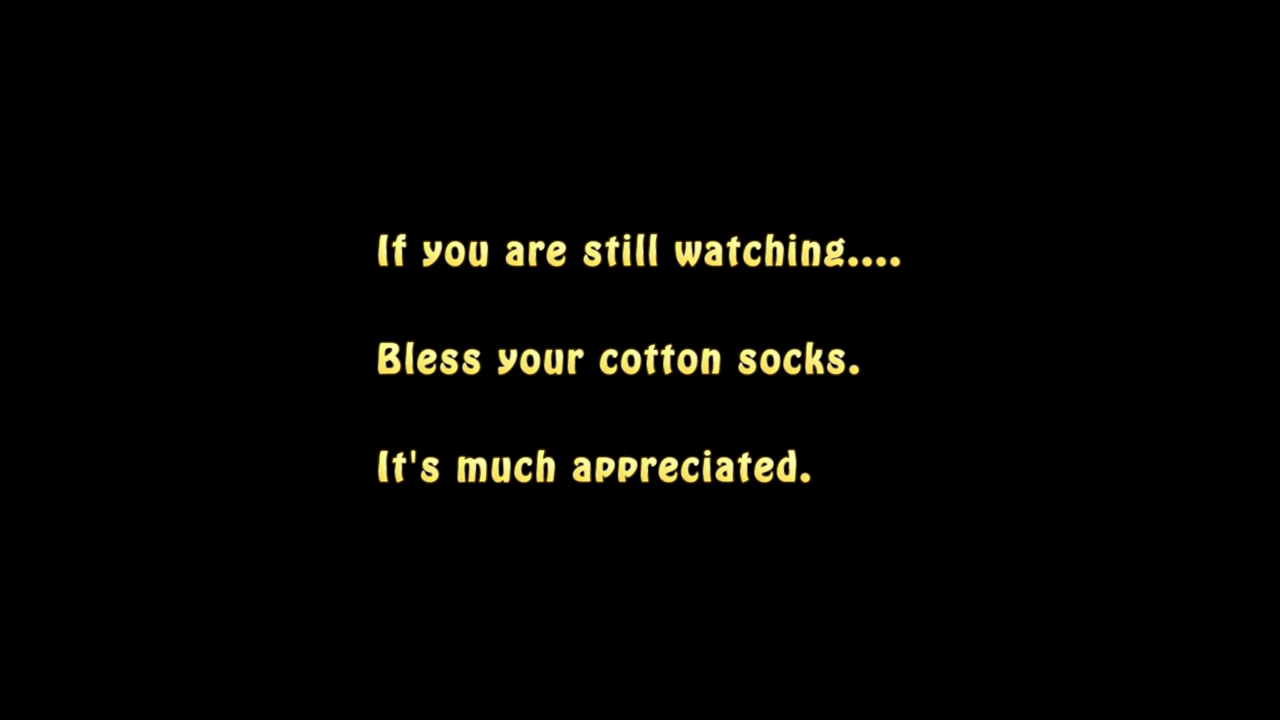 If you are still watching....
Bless your cotton socks.
It's much appreciated.